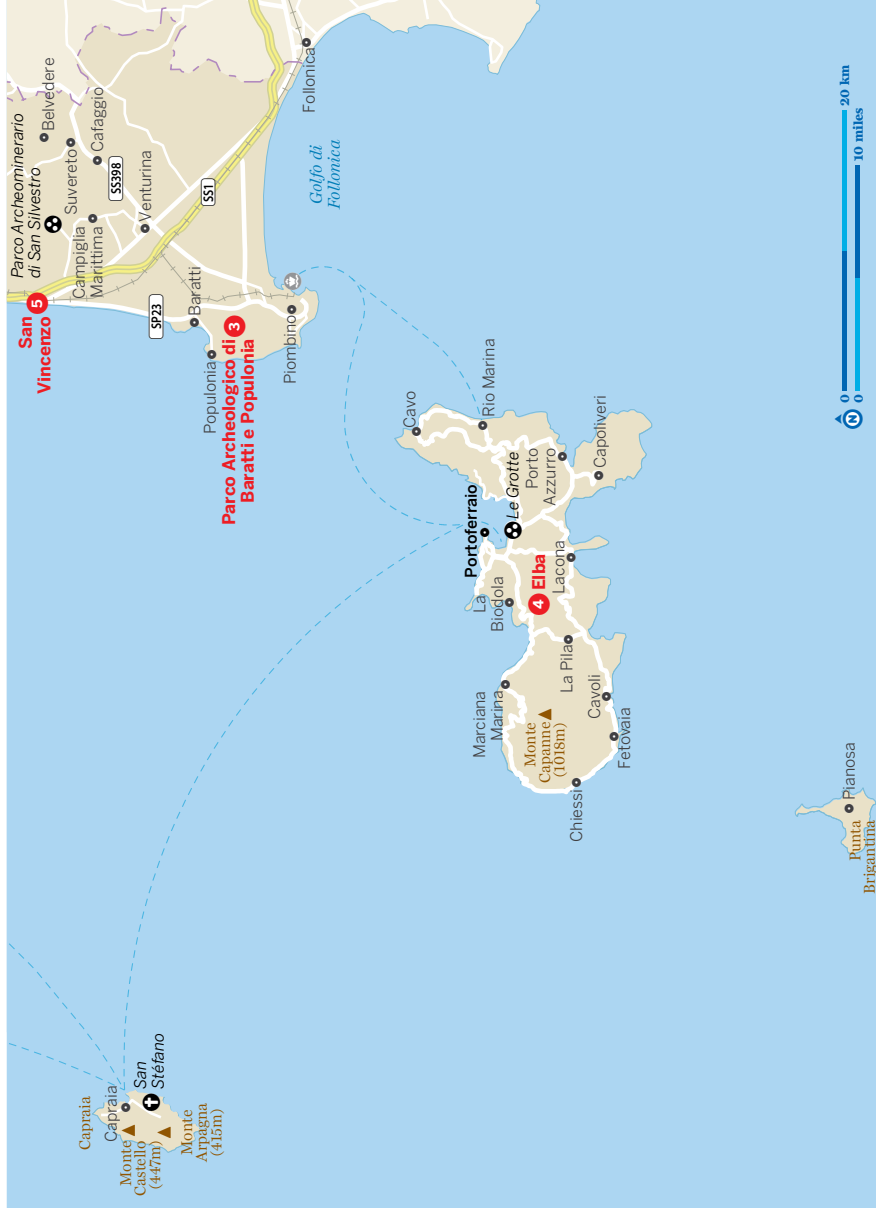 Parco Archeominerario
di San Silvestro
Belvedere
Suvereto
Cafaggio
SS398
Campiglia
Marittima
Venturina
SS1
Follonica
Golfo di
Follonica
San
Vincenzo
5
SP23
Baratti
Populonia
Parco Archeologico di
Baratti e Populonia
3
Piombino
Cavo
Rio Marina
Portoferraio
Le Grotte
Porto
Azzurro
Capoliveri
La
Biodola
4 Elba
Lacona
Marciana
Marina
La Pila
Monte
Capanne
(1018m)
Cavoli
Fetovaia
Chiessi
Pianosa
Punta
Brigantina
Capraia
Capraia
San
Stéfano
Monte
Castello
(447m)
Monte
Arpagna
(415m)
N
0 20 km
0 10 miles